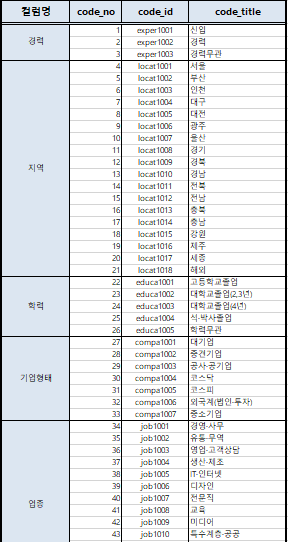 컬럼명 code_no code_id code_title
1 exper1001 신입
경력 2 exper1002 경력
3 exper1003 경력무관
4 locat1001 서울
5 locat1002 부산
6 locat1003 인천
7 locat1004 대구
8 locat1005 대전
9 locat1006 광주
10 locat1007 울산
11 locat1008 경기
12 locat1009 경북
지역 13 locat1010 경남
14 locat1011 전북
15 locat1012 전남
16 locat1013 충북
17 locat1014 충남
18 locat1015 강원
19 locat1016 제주
20 locat1017 세종
21 locat1018 해외
22 educa1001 고등학교졸업
23 educa1002 대학교졸업(2,3년)
학력 24 educa1003 대학교졸업(4년)
25 educa1004 석·박사졸업
26 educa1005 학력무관
27 compa1001 대기업
28 compa1002 중견기업
29 compa1003 공사·공기업
기업형태 30 compa1004 코스닥
31 compa1005 코스피
32 compa1006 외국계(법인·투자)
33 compa1007 중소기업
34 job1001 경영·사무
35 job1002 유통·무역
36 job1003 영업·고객상담
37 job1004 생산·제조
38 job1005 IT·인터넷
39 job1006 디자인
40 job1007 전문직
업종 41 job1008 교육
42 job1009 미디어
43 job1010 특수계층·공공